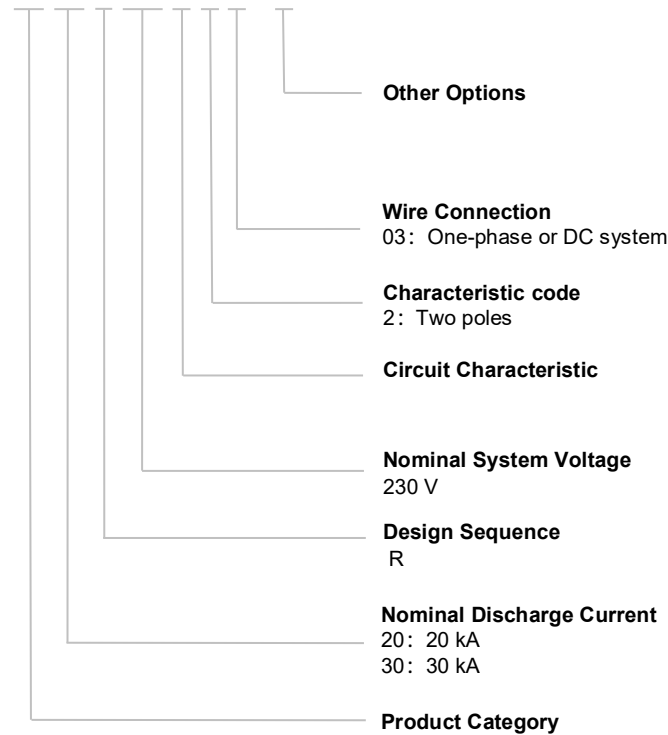 Other Options
Wire Connection
03： One-phase or DC system
Characteristic code
2： Two poles
Circuit Characteristic
Nominal System Voltage
230 V
Design Sequence
R
Nominal Discharge Current
20： 20 kA
30： 30 kA
Product Category